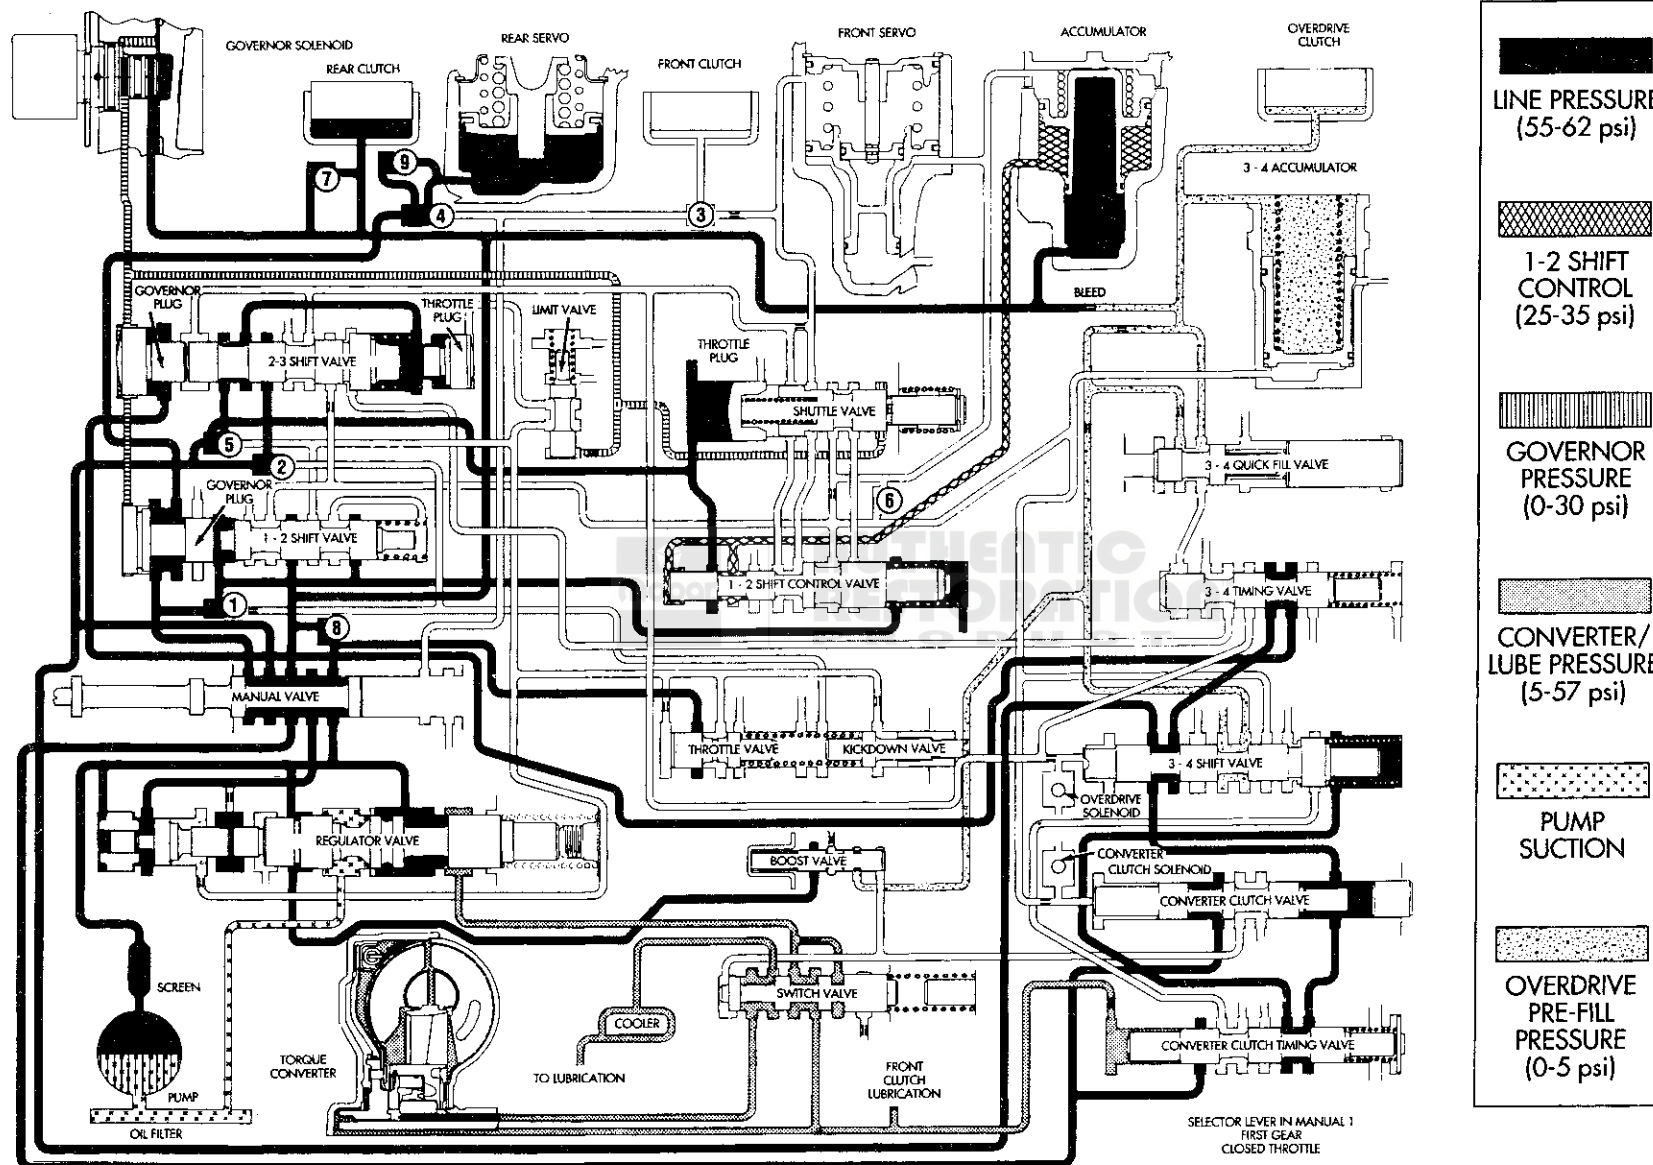 GOVERNOR SOLENOID
REAR CLUTCH
REAR SERVO
FRONT CLUTCH
FRONT SERVO
ACCUMULATOR
OVERDRIVE
CLUTCH
3 - 4 ACCUMULATOR
7
9
4
3
BLEED
GOVERNOR
PLUG
THROTTLE
PLUG
LIMIT VALVE
2-3 SHIFT VALVE
THROTTLE
PLUG
SHUTTLE VALVE
5
2
3 - 4 QUICK FILL VALVE
GOVERNOR
PLUG
6
1 - 2 SHIFT VALVE
AUTHENTIC
RESTORATION
1 - 2 SHIFT CONTROL VALVE
3 - 4 TIMING VALVE
1
8
MANUAL VALVE
THROTTLE VALVE
KICKDOWN VALVE
3 - 4 SHIFT VALVE
OVERDRIVE
SOLENOID
REGULATOR VALVE
BOOST VALVE
CONVERTER
CLUTCH SOLENOID
CONVERTER CLUTCH VALVE
SCREEN
SWITCH VALVE
COOLER
CONVERTER CLUTCH TIMING VALVE
TORQUE
CONVERTER
TO LUBRICATION
FRONT
CLUTCH
LUBRICATION
PUMP
OIL FILTER
SELECTOR LEVER IN MANUAL 1
FIRST GEAR
CLOSED THROTTLE
LINE PRESSURE
(55-62 psi)
1-2 SHIFT
CONTROL
(25-35 psi)
GOVERNOR
PRESSURE
(0-30 psi)
CONVERTER/
LUBE PRESSURE
(5-57 psi)
PUMP
SUCTION
OVERDRIVE
PRE-FILL
PRESSURE
(0-5 psi)